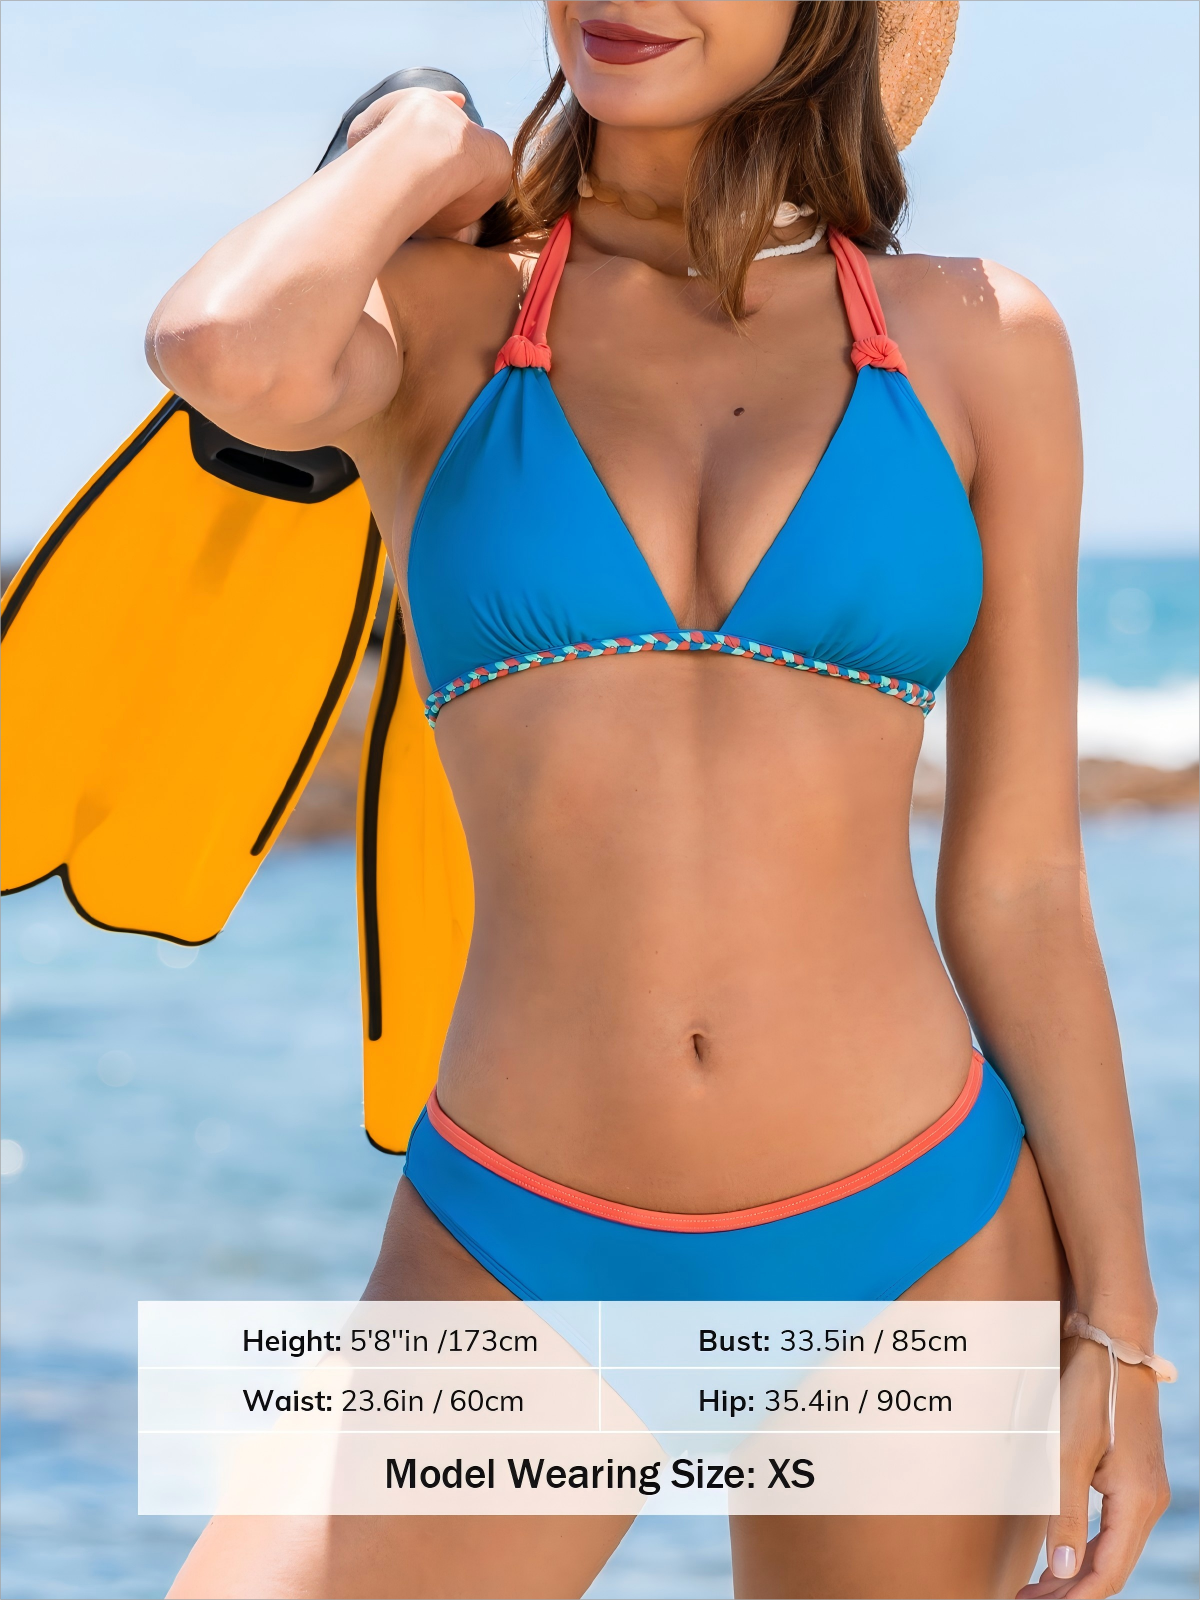 Height: 5'8''in /173cm
Bust: 33.5in / 85cm
Waist: 23.6in / 60cm
Hip: 35.4in / 90cm
Model Wearing Size: XS